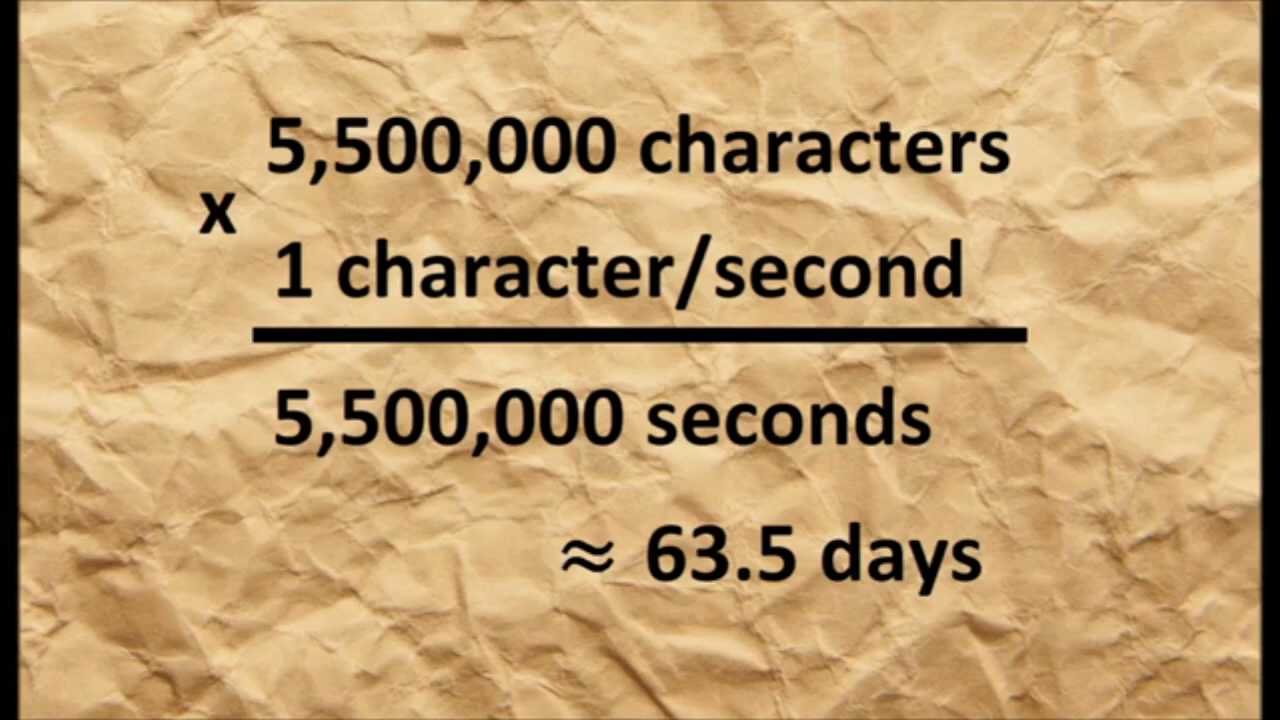 5,500,000 characters
x
1 character/second
5,500,000 seconds
≈ 63.5 days